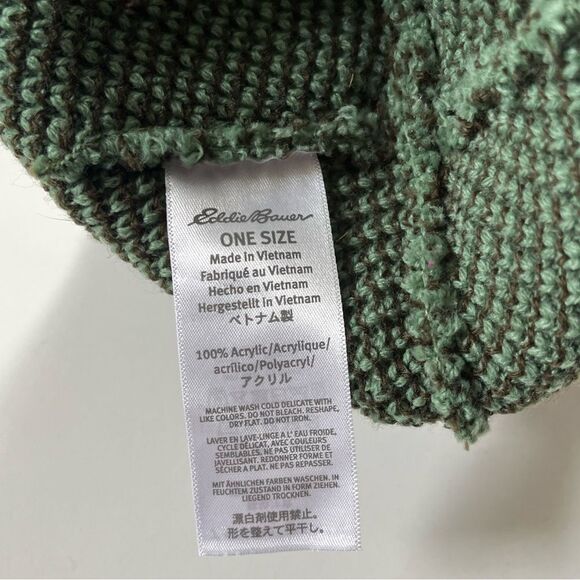 Eddie Bauer
ONE SIZE
Made in Vietnam
Fabriqué au Vietnam
Hecho en Vietnam
Hergestellt in Vietnam
ベトナム製
100% Acrylic/Acrylique/
acrílico/Polyacryl/
アクリル
MACHINE WASH COLD DELICATE WITH
LIKE COLORS. DO NOT BLEACH. RESHAPE,
DRY FLAT. DO NOT IRON.
LAVER EN LAVE-LINGE A L'EAU FROIDE,
CYCLE DÉLICAT, AVEC COULEURS
SEMBLABLES. NE PAS UTILISER DE
JAVELLISANT. REDONNER FORME ET
SÉCHER A PLAT. NE PAS REPASSER.
MIT ÄHNLICHEN FARBEN WASCHEN. IN
FEUCHTEM ZUSTAND IN FORM ZIEHEN.
LIEGEND TROCKNEN.
漂白剤使用禁止。
形を整えて平干し。